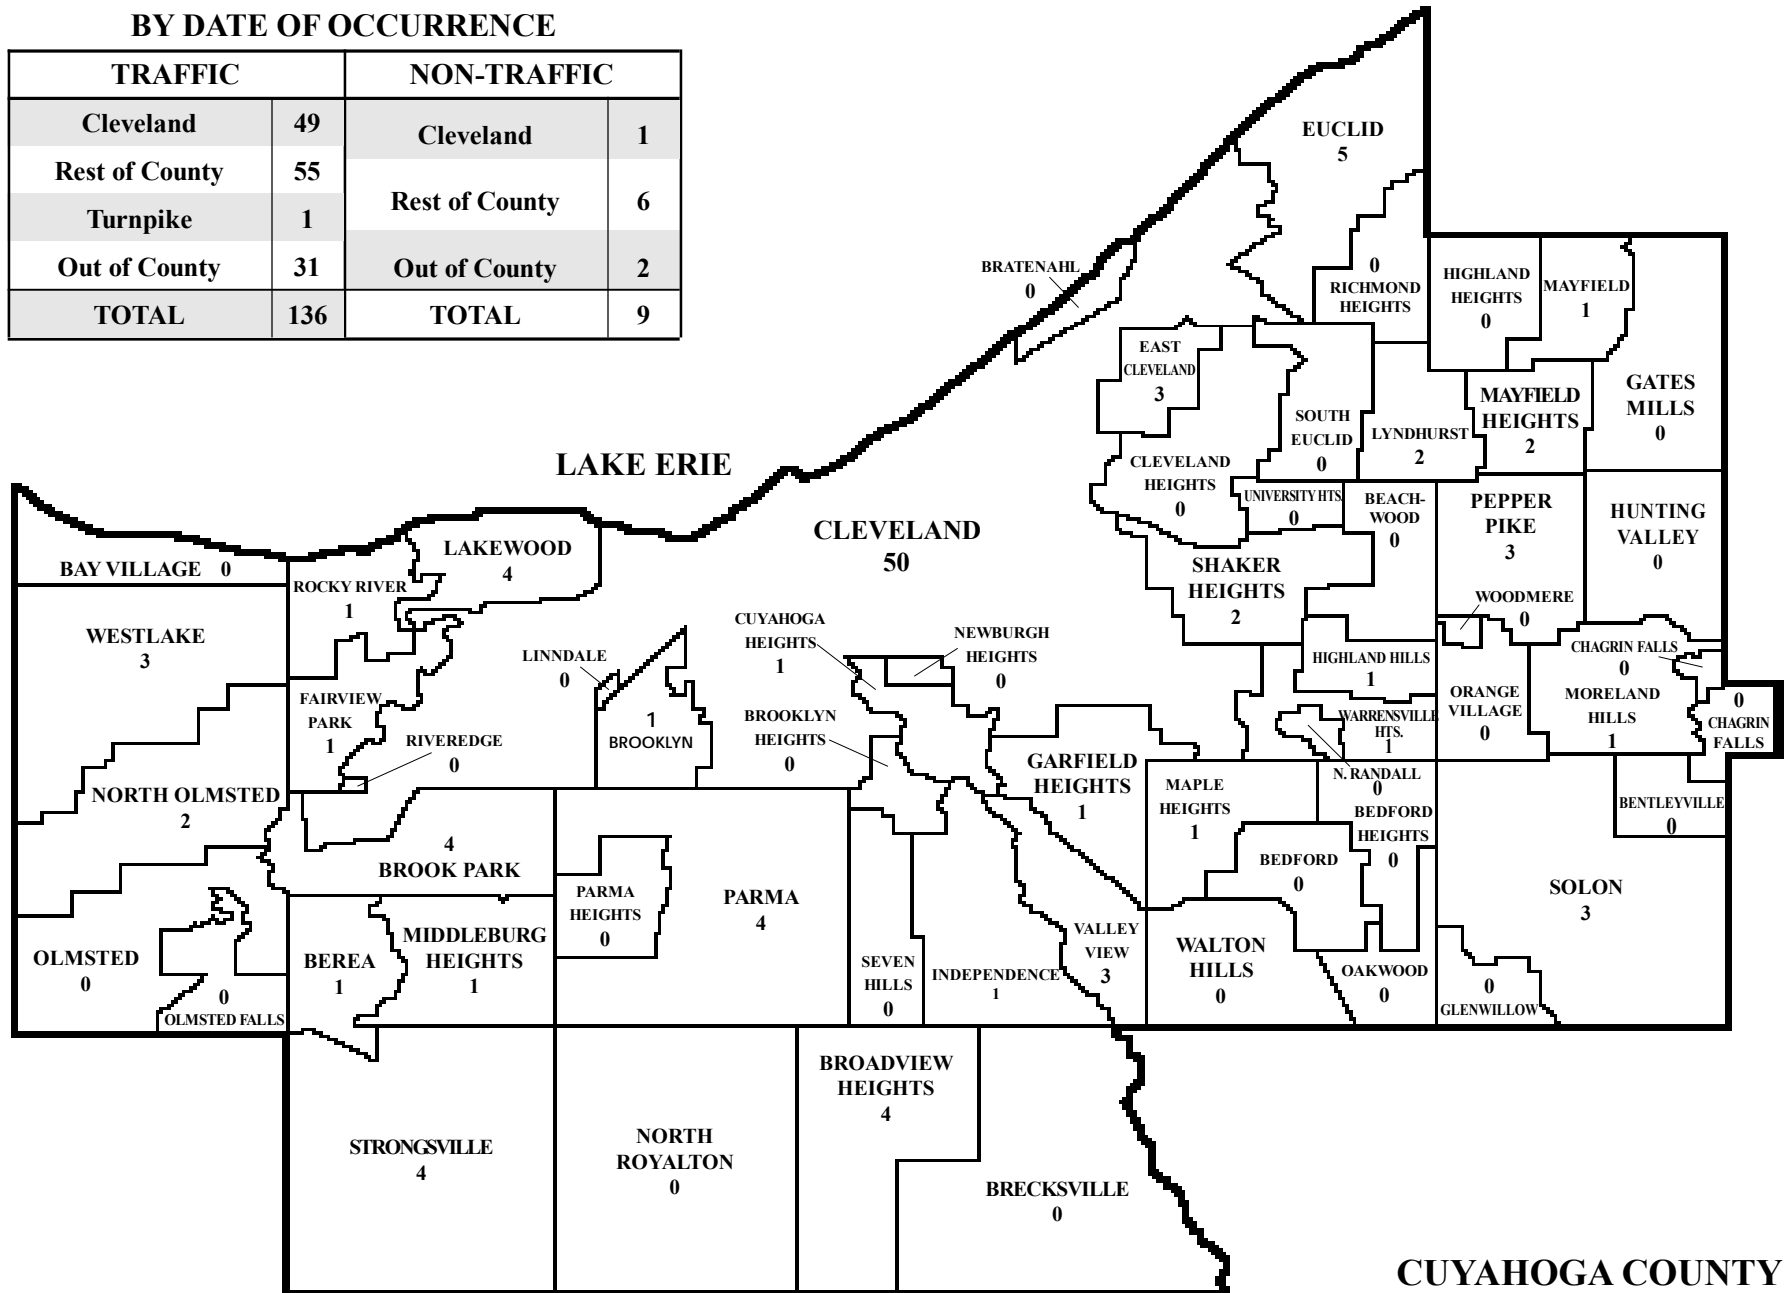 BY DATE OF OCCURRENCE
TRAFFIC NON-TRAFFIC
Cleveland 49
Rest of County 55
Turnpike 1
Out of County 31
TOTAL 136
Cleveland 1
Rest of County 6
Out of County 2
TOTAL 9
EUCLID
5
BRATENAHL
0
0
RICHMOND
HEIGHTS
HIGHLAND
HEIGHTS
0
MAYFIELD
1
EAST
CLEVELAND
3
SOUTH
EUCLID
0
LYNDHURST
2
MAYFIELD
HEIGHTS
2
GATES
MILLS
0
LAKE ERIE
CLEVELAND
50
CLEVELAND
HEIGHTS
0
UNIVERSITY HTS.
0
BEACH-
WOOD
0
PEPPER
PIKE
3
HUNTING
VALLEY
0
BAY VILLAGE 0
ROCKY RIVER
1
LAKEWOOD
4
SHAKER
HEIGHTS
2
WOODMERE
0
WESTLAKE
3
CUYAHOGA
HEIGHTS
1
NEWBURGH
HEIGHTS
0
LINNDALE
0
HIGHLAND HILLS
1
CHAGRIN FALLS
0
MORELAND
HILLS
1
0
CHAGRIN
FALLS
ORANGE
VILLAGE
0
FAIRVIEW
PARK
1
RIVEREDGE
0
1
BROOKLYN
BROOKLYN
HEIGHTS
0
WARRENSVILLE
HTS.
1
GARFIELD
HEIGHTS
1
MAPLE
HEIGHTS
1
N. RANDALL
0
BEDFORD
HEIGHTS
0
BENTLEYVILLE
0
NORTH OLMSTED
2
4
BROOK PARK
PARMA
HEIGHTS
0
PARMA
4
BEDFORD
0
SOLON
3
OLMSTED
0
0
OLMSTED FALLS
BEREA
1
MIDDLEBURG
HEIGHTS
1
SEVEN
HILLS
0
INDEPENDENCE
1
VALLEY
VIEW
3
WALTON
HILLS
0
OAKWOOD
0
0
GLENWILLOW
STRONGSVILLE
4
NORTH
ROYALTON
0
BROADVIEW
HEIGHTS
4
BRECKSVILLE
0
CUYAHOGA COUNTY